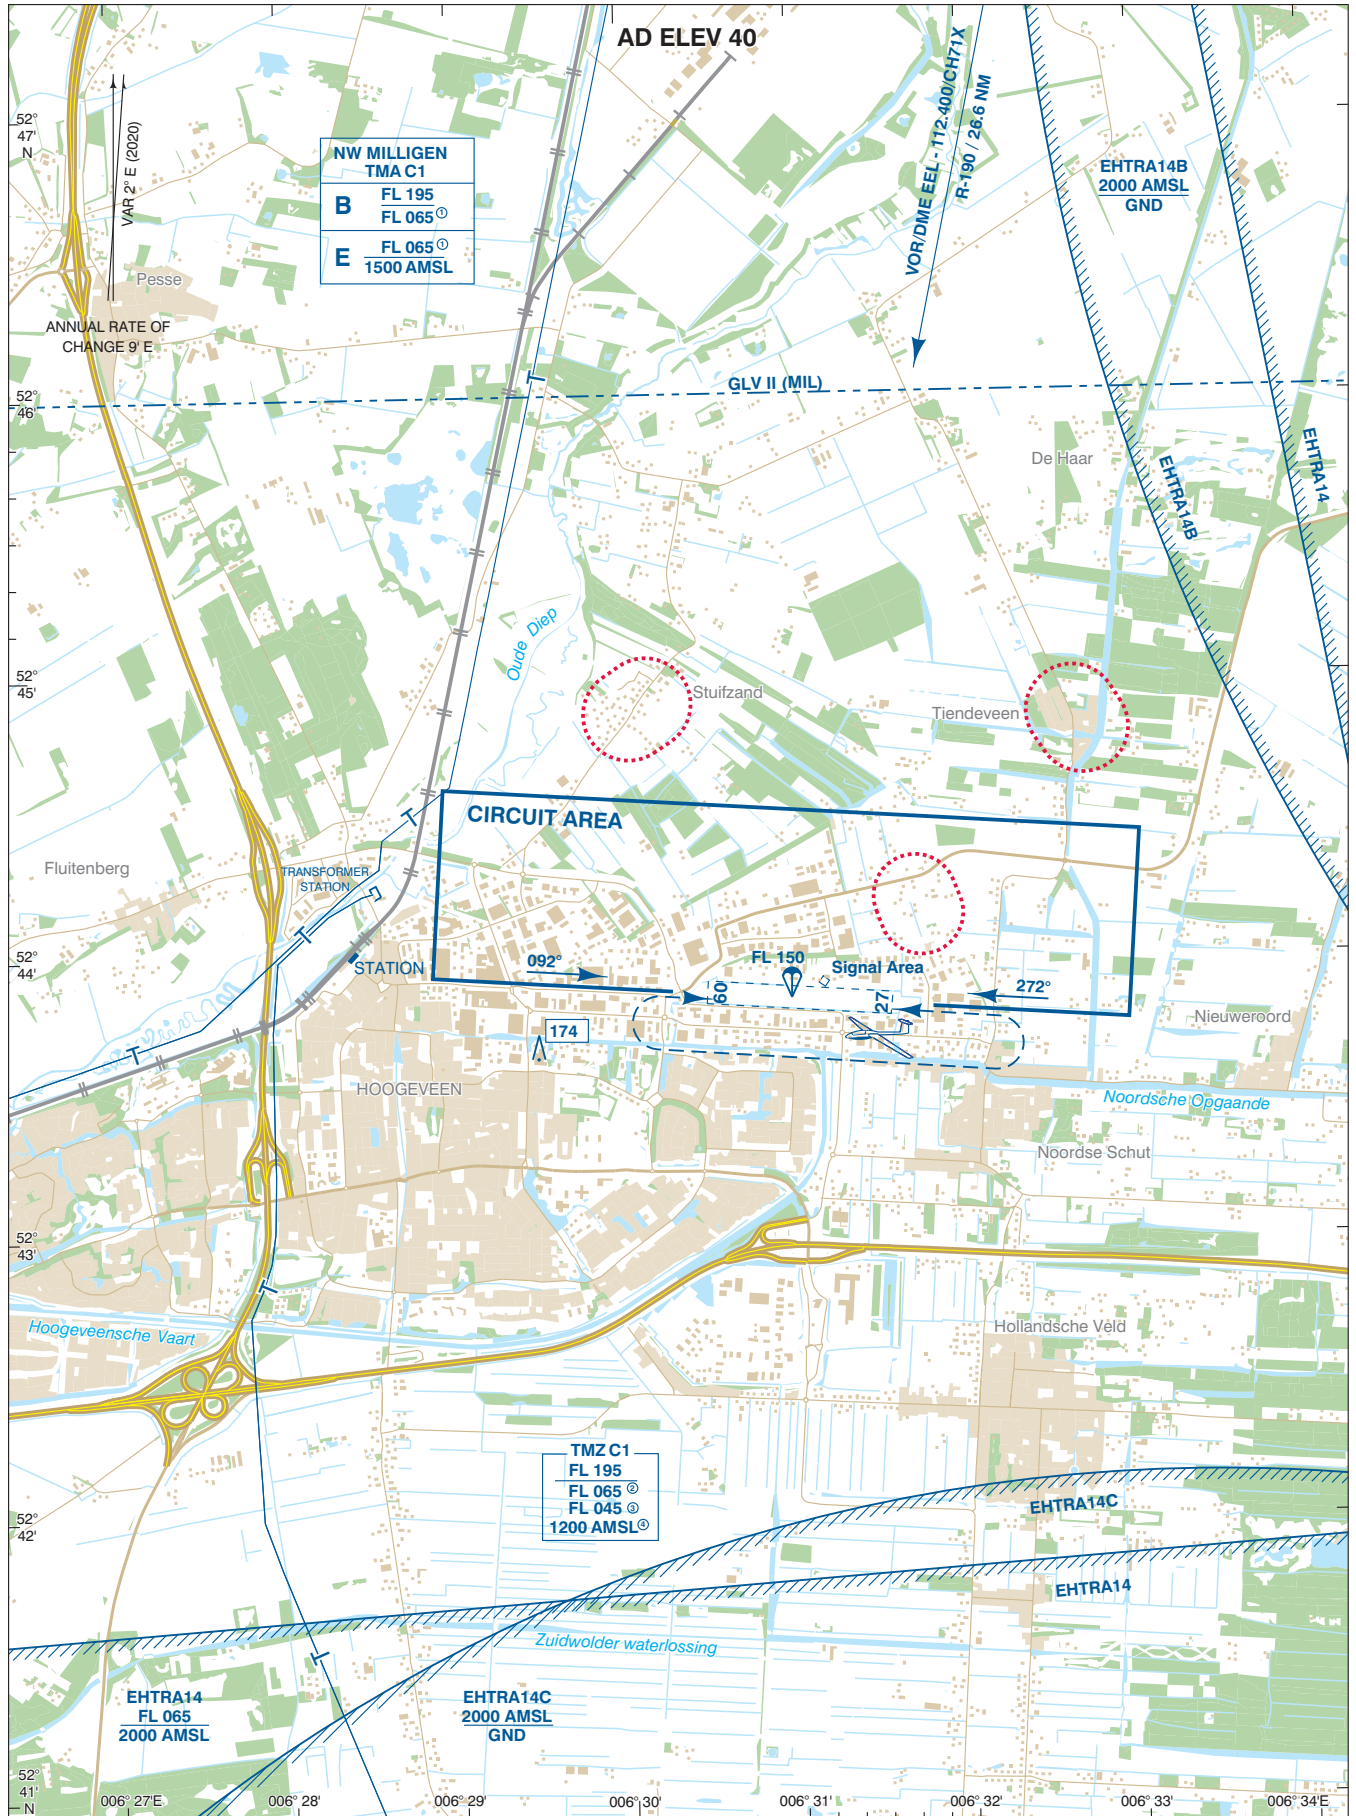 AD ELEV 40
VOR/DME EEL - 112.400/CH71X
R-190 / 26.6 NM
52°
47'
N
VAR 2° E (2020)
NW MILLIGEN
TMA C1
B
FL 195
FL 065①
E
FL 065①
1500 AMSL
EHTRA14B
2000 AMSL
GND
Pesse
ANNUAL RATE OF
CHANGE 9' E
GLV II (MIL)
52°
46'
De Haar
EHTRA14B
EHTRA14
Oude Diep
52°
45'
Stuifzand
Tiendeveen
CIRCUIT AREA
Fluitenberg
TRANSFORMER
STATION
52°
44'
STATION
092°
FL 150
Signal Area
272°
09
27
Nieuweroord
174
HOOGEVEEN
Noordsche Opgaande
Noordse Schut
52°
43'
Hoogeveensche Vaart
Hollandsche Veld
TMZ C1
FL 195
FL 065②
FL 045③
1200 AMSL④
52°
42'
EHTRA14C
EHTRA14
Zuidwolder waterlossing
EHTRA14
FL 065
2000 AMSL
EHTRA14C
2000 AMSL
GND
52°
41'
N
006° 27'E
006° 28'
006° 29'
006° 30'
006° 31'
006° 32'
006° 33'
006° 34'E